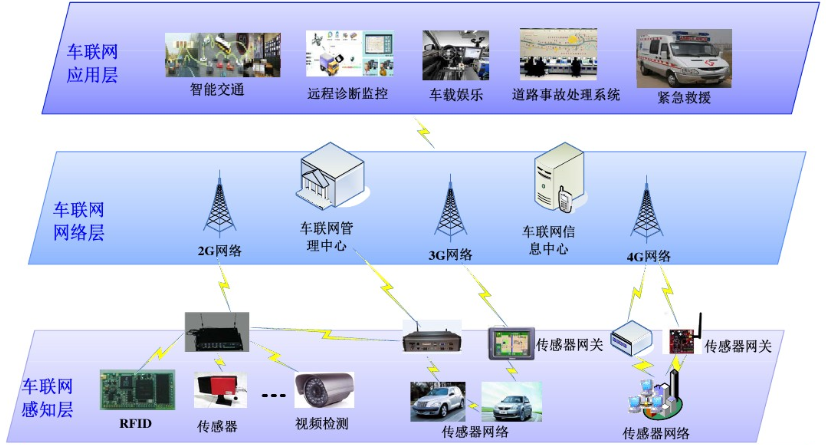 车联网
应用层
智能交通
远程诊断监控
车载娱乐
道路事故处理系统
紧急救援
车联网
网络层
2G网络
车联网管
理中心
3G网络
车联网信
息中心
4G网络
传感器网关
传感器网关
车联网
感知层
RFID
传感器
视频检测
传感器网络
传感器网络